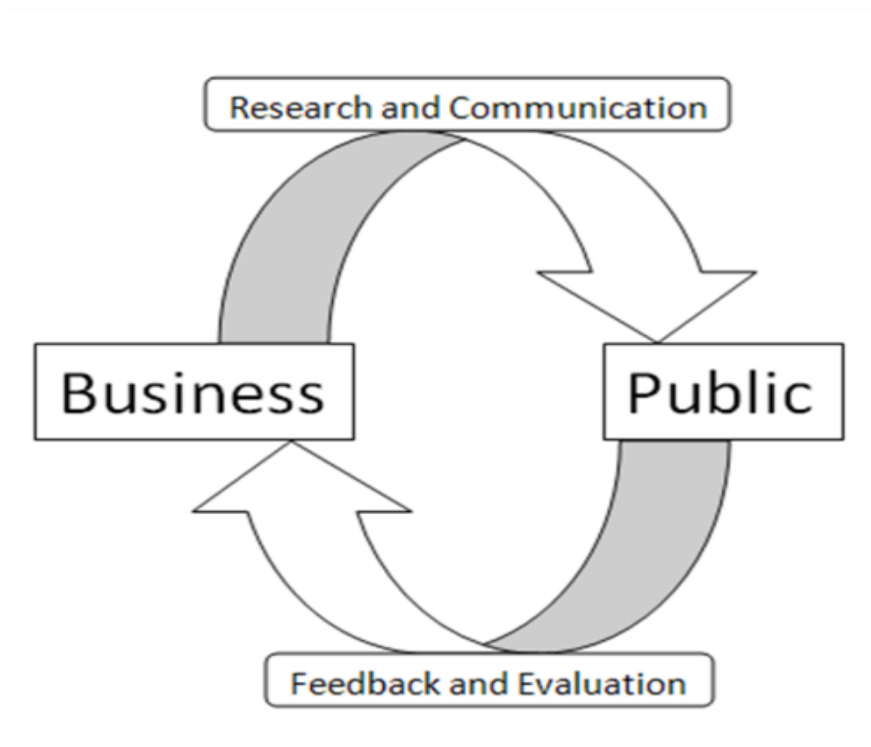 Research and Communication
Business
Public
Feedback and Evaluation